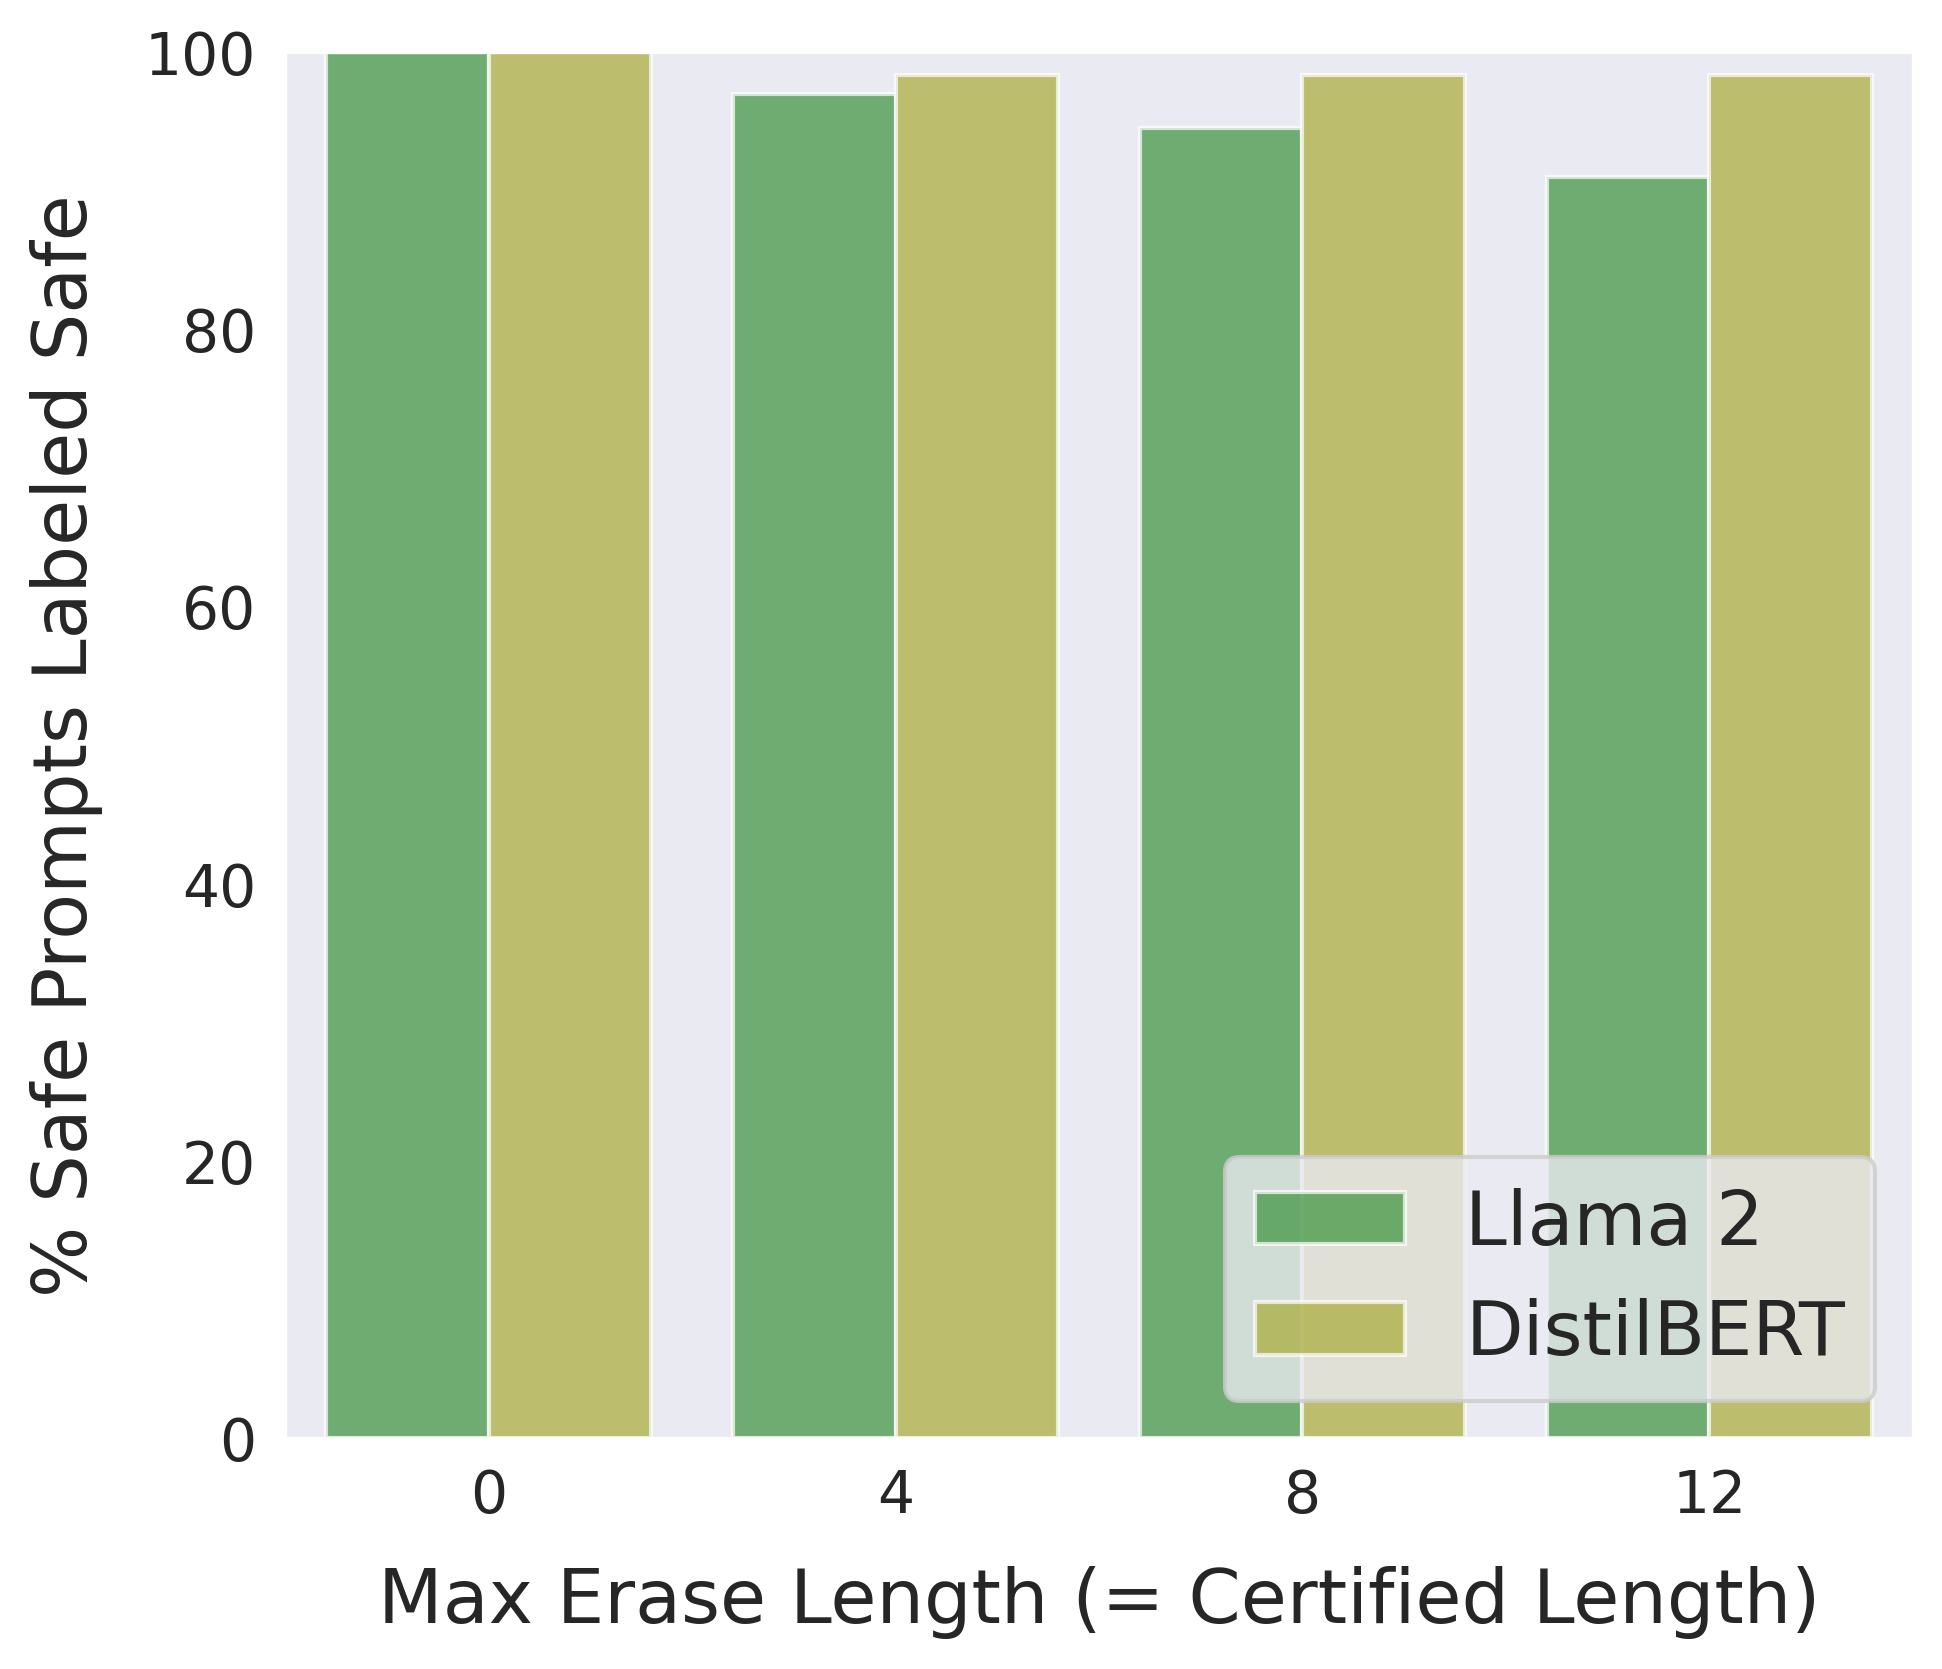 % Safe Prompts Labeled Safe
100
80
60
40
20
0
0 4 8 12
Max Erase Length (= Certified Length)
Llama 2
DistilBERT